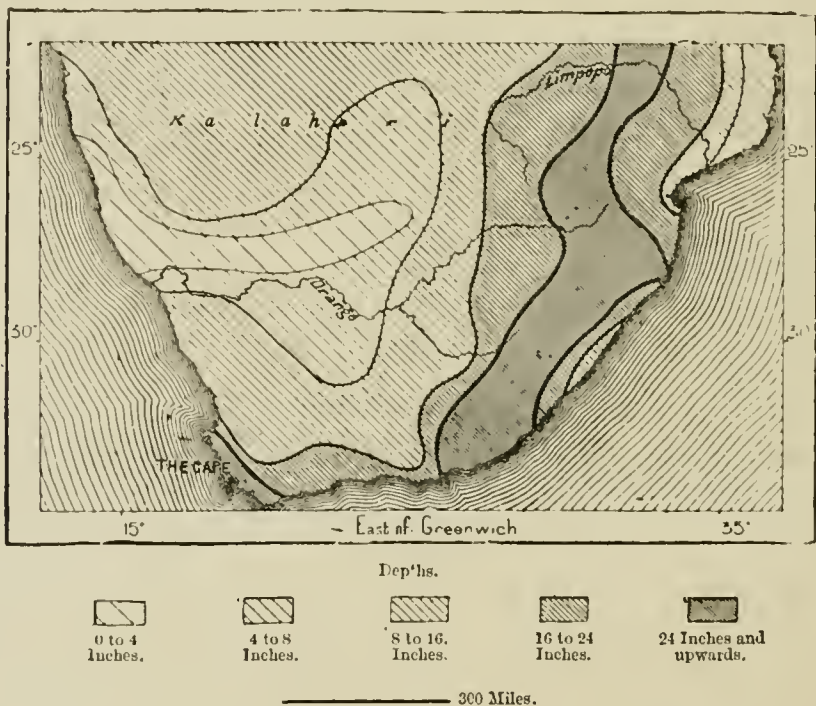 Limpopo
Kalahari
25°
25°
Orange
30°
30
THE CAPE
15°
East of Greenwich
35°
Depths.
0 to 4
Inches.
4 to 8
Inches.
8 to 16.
Inches.
16 to 24
Inches.
24 Inches and
upwards.
300 Miles.